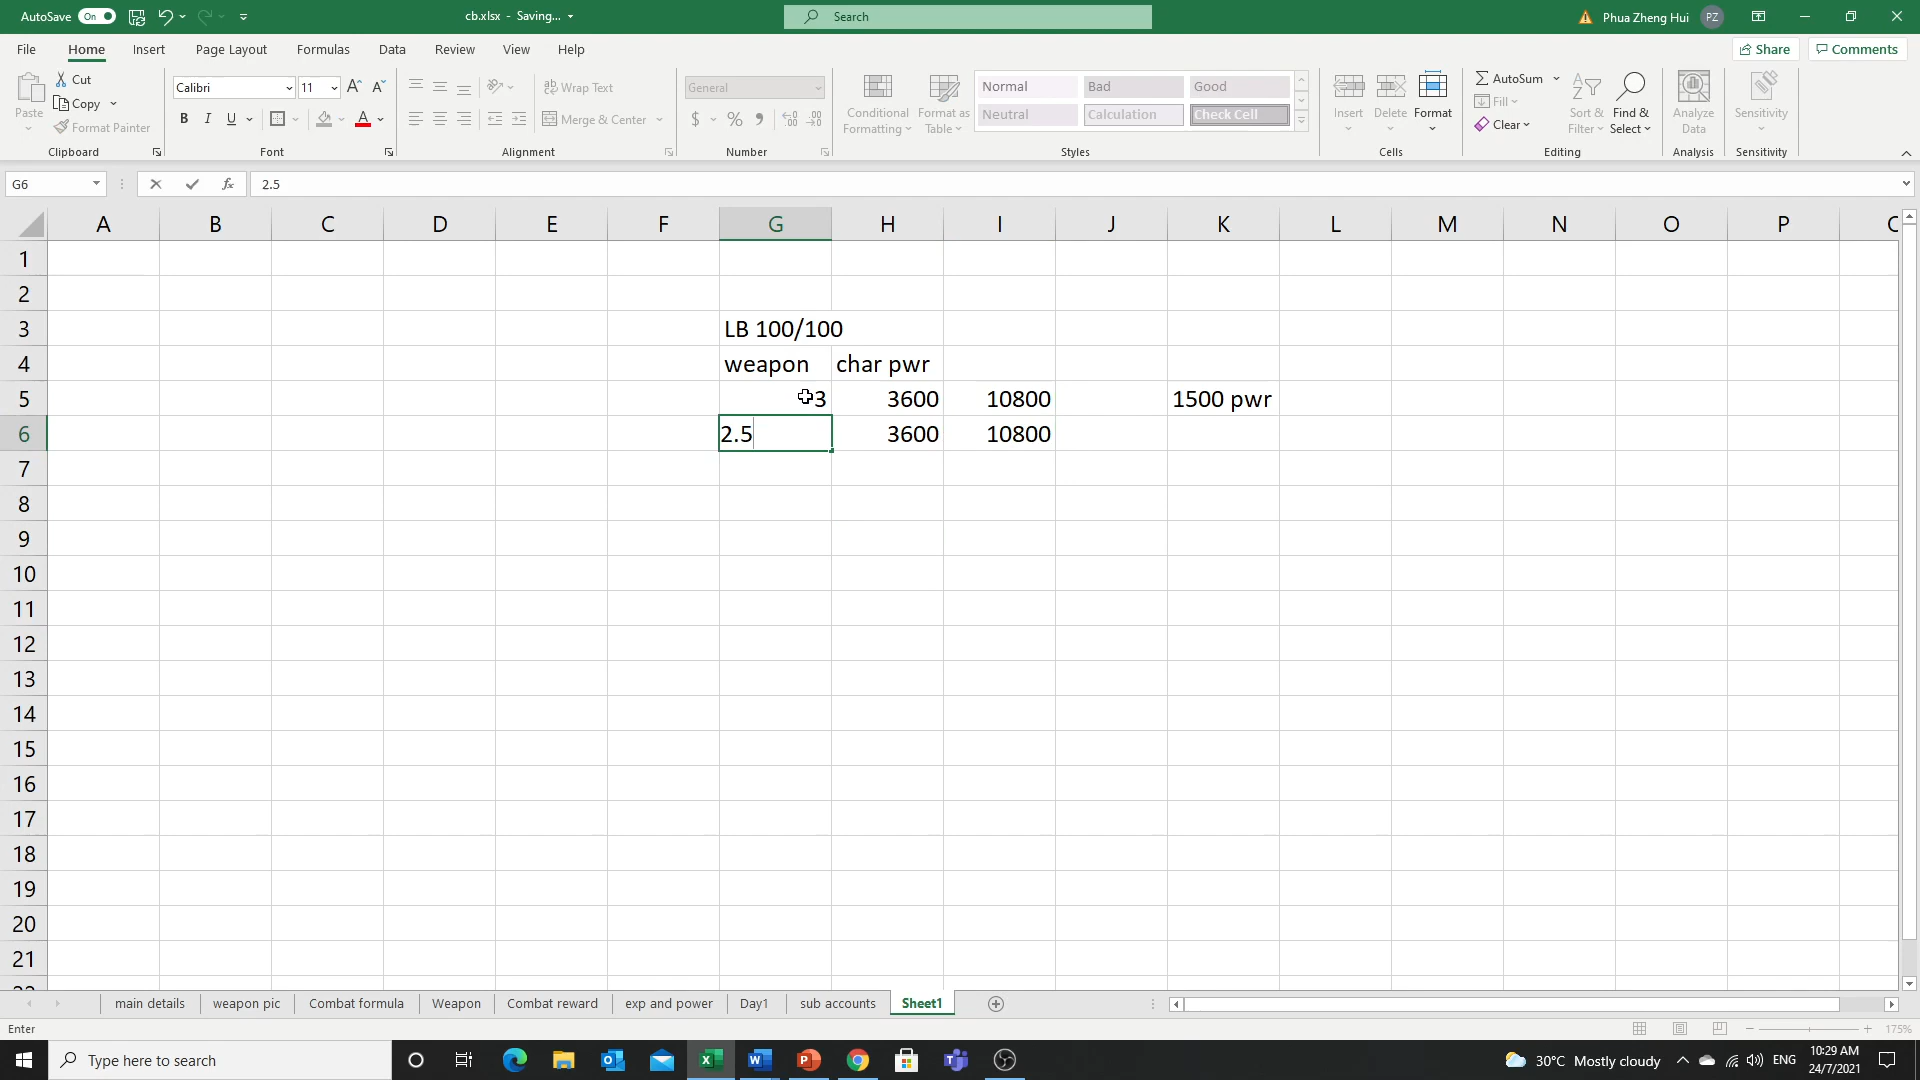 AutoSave On cb.xlsx - Saving... Search Phua Zheng Hui PZ
File Home Insert Page Layout Formulas Data Review View Help Share Comments
Paste Cut Copy Format Painter Clipboard
Calibri 11 A A B I U A Font
ab Wrap Text Merge & Center Alignment
General $ % 9 Number
Conditional Formatting Format as Table Normal Bad Good Neutral Calculation Check Cell Styles
Insert Delete Format Cells
AutoSum Fill Clear Sort & Filter Find & Select Editing
Analyze Data Analysis
Sensitivity Sensitivity
G6 fx 2.5
A B C D E F G H I J K L M N O P
1
2
3 LB 100/100
4 weapon char pwr
5 3 3600 10800 1500 pwr
6 2.5 3600 10800
7
8
9
10
11
12
13
14
15
16
17
18
19
20
21
main details weapon pic Combat formula Weapon Combat reward exp and power Day1 sub accounts Sheet1
Enter 175%
Type here to search 30°C Mostly cloudy ENG 10:29 AM
24/7/2021